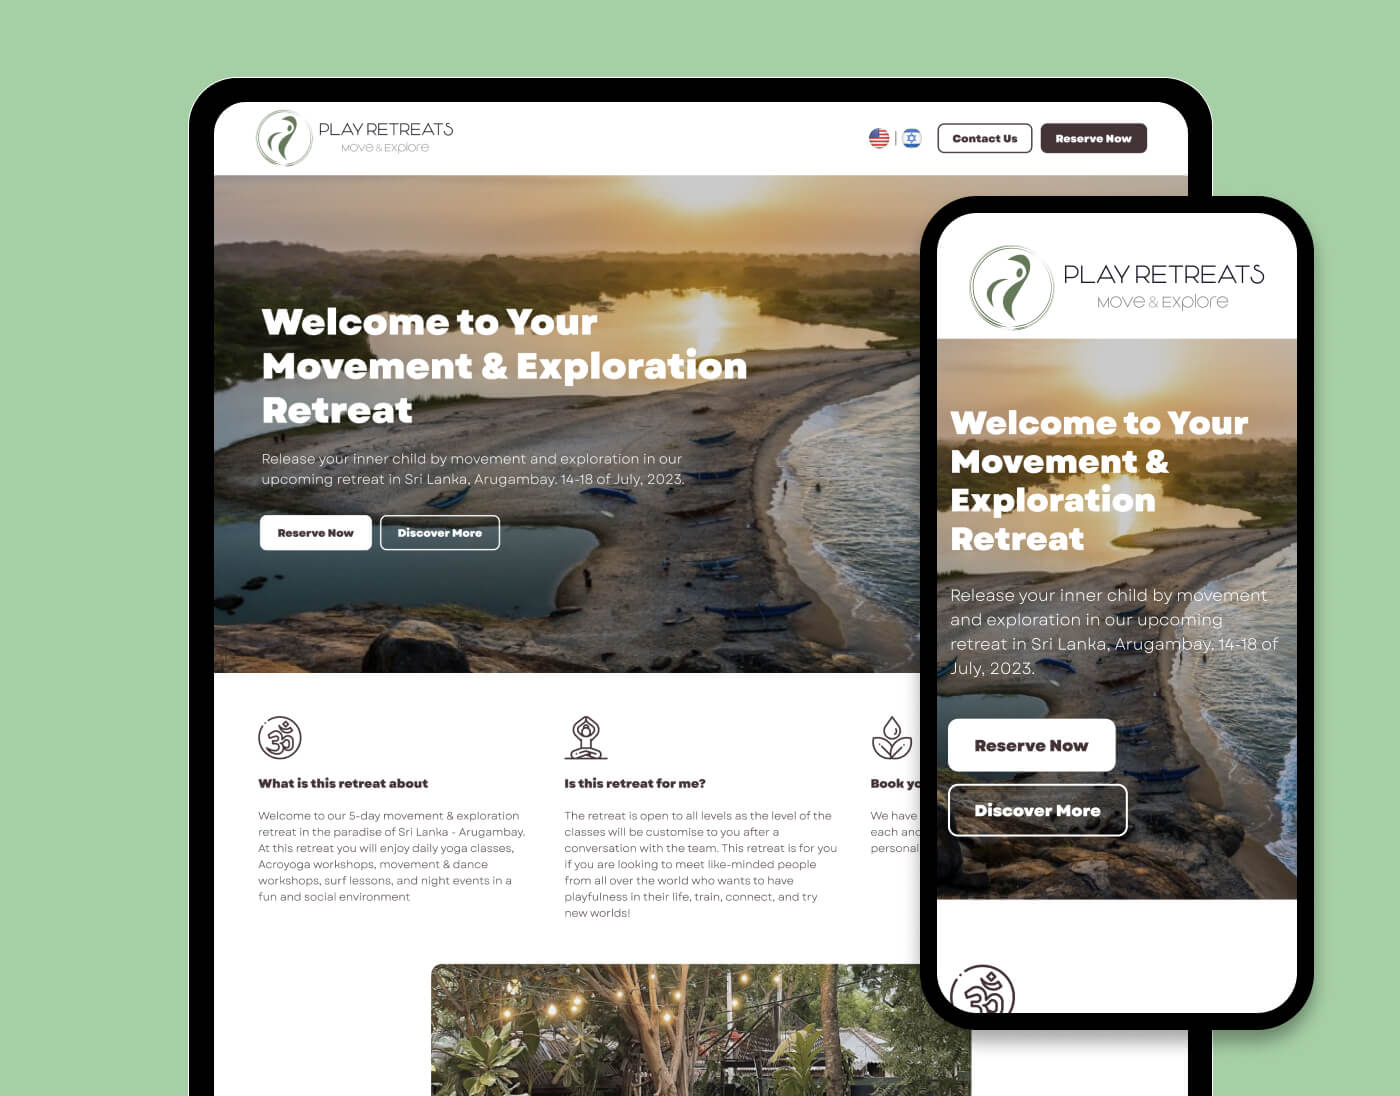 PLAY RETREATS
Move & Explore
Contact Us
Reserve Now
Welcome to Your
Movement & Exploration
Retreat
Release your inner child by movement and exploration in our
upcoming retreat in Sri Lanka, Arugambay. 14-18 of July, 2023.
Reserve Now
Discover More
What is this retreat about
Welcome to our 5-day movement & exploration
retreat in the paradise of Sri Lanka - Arugambay.
At this retreat you will enjoy daily yoga classes,
Acroyoga workshops, movement & dance
workshops, surf lessons, and night events in a
fun and social environment
Is this retreat for me?
The retreat is open to all levels as the level of the
classes will be customise to you after a
conversation with the team. This retreat is for you
if you are looking to meet like-minded people
from all over the world who wants to have
playfulness in their life, train, connect, and try
new worlds!
Book yo
We have
each and
personal
PLAY RETREATS
Move & Explore
Welcome to Your
Movement &
Exploration
Retreat
Release your inner child by movement
and exploration in our upcoming
retreat in Sri Lanka, Arugambay. 14-18 of
July, 2023.
Reserve Now
Discover More